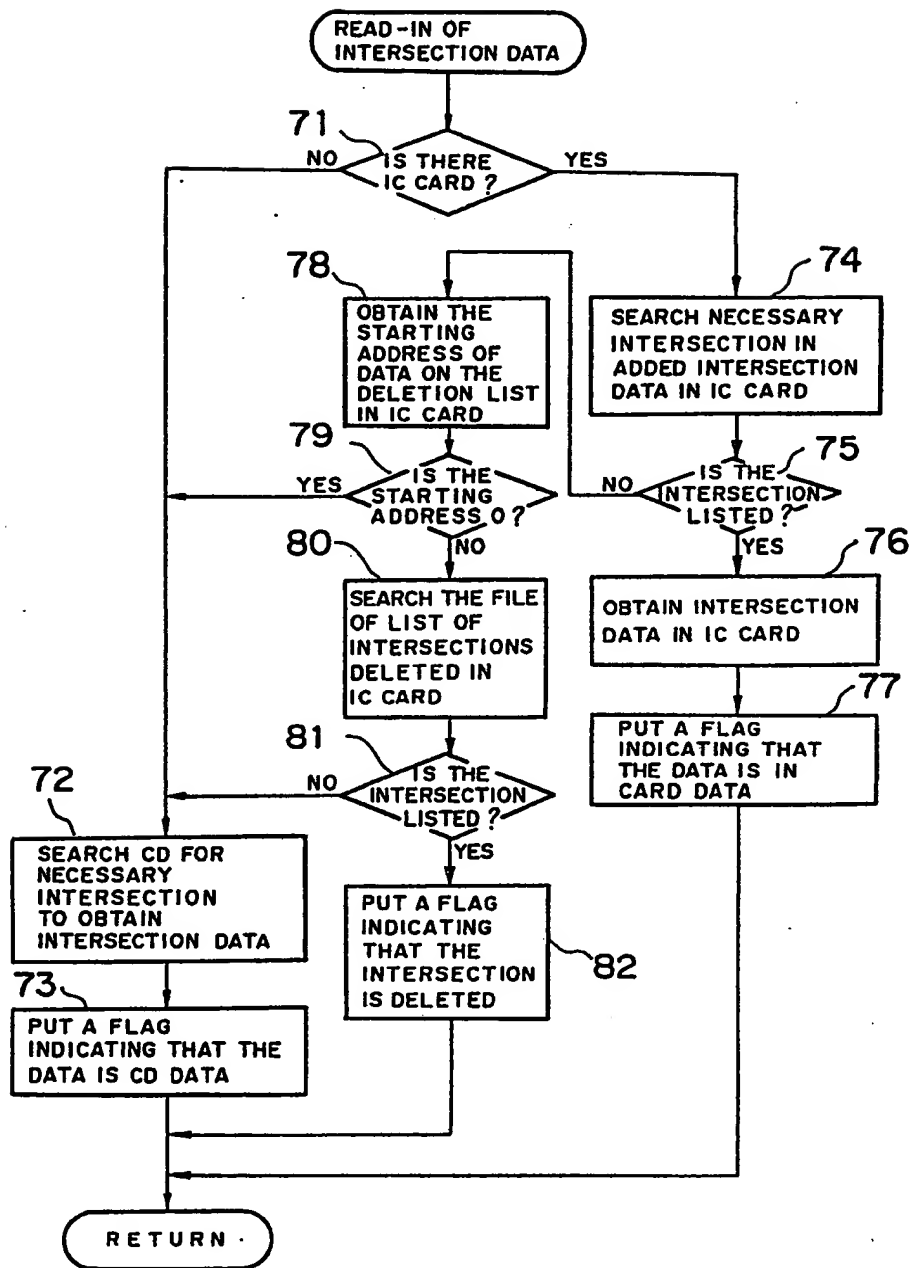 READ-IN OF
INTERSECTION DATA
71
NO
IS THERE
IC CARD?
YES
78
OBTAIN THE
STARTING
ADDRESS OF
DATA ON THE
DELETION LIST
IN IC CARD
74
SEARCH NECESSARY
INTERSECTION IN
ADDED INTERSECTION
DATA IN IC CARD
79
YES
IS THE
STARTING
ADDRESS 0?
NO
75
NO
IS THE
INTERSECTION
LISTED?
YES
80
SEARCH THE FILE
OF LIST OF
INTERSECTIONS
DELETED IN
IC CARD
76
OBTAIN INTERSECTION
DATA IN IC CARD
77
PUT A FLAG
INDICATING THAT
THE DATA IS IN
CARD DATA
81
NO
IS THE
INTERSECTION
LISTED?
YES
72
SEARCH CD FOR
NECESSARY
INTERSECTION
TO OBTAIN
INTERSECTION DATA
82
PUT A FLAG
INDICATING
THAT THE
INTERSECTION
IS DELETED
73
PUT A FLAG
INDICATING THAT THE
DATA IS CD DATA
RETURN